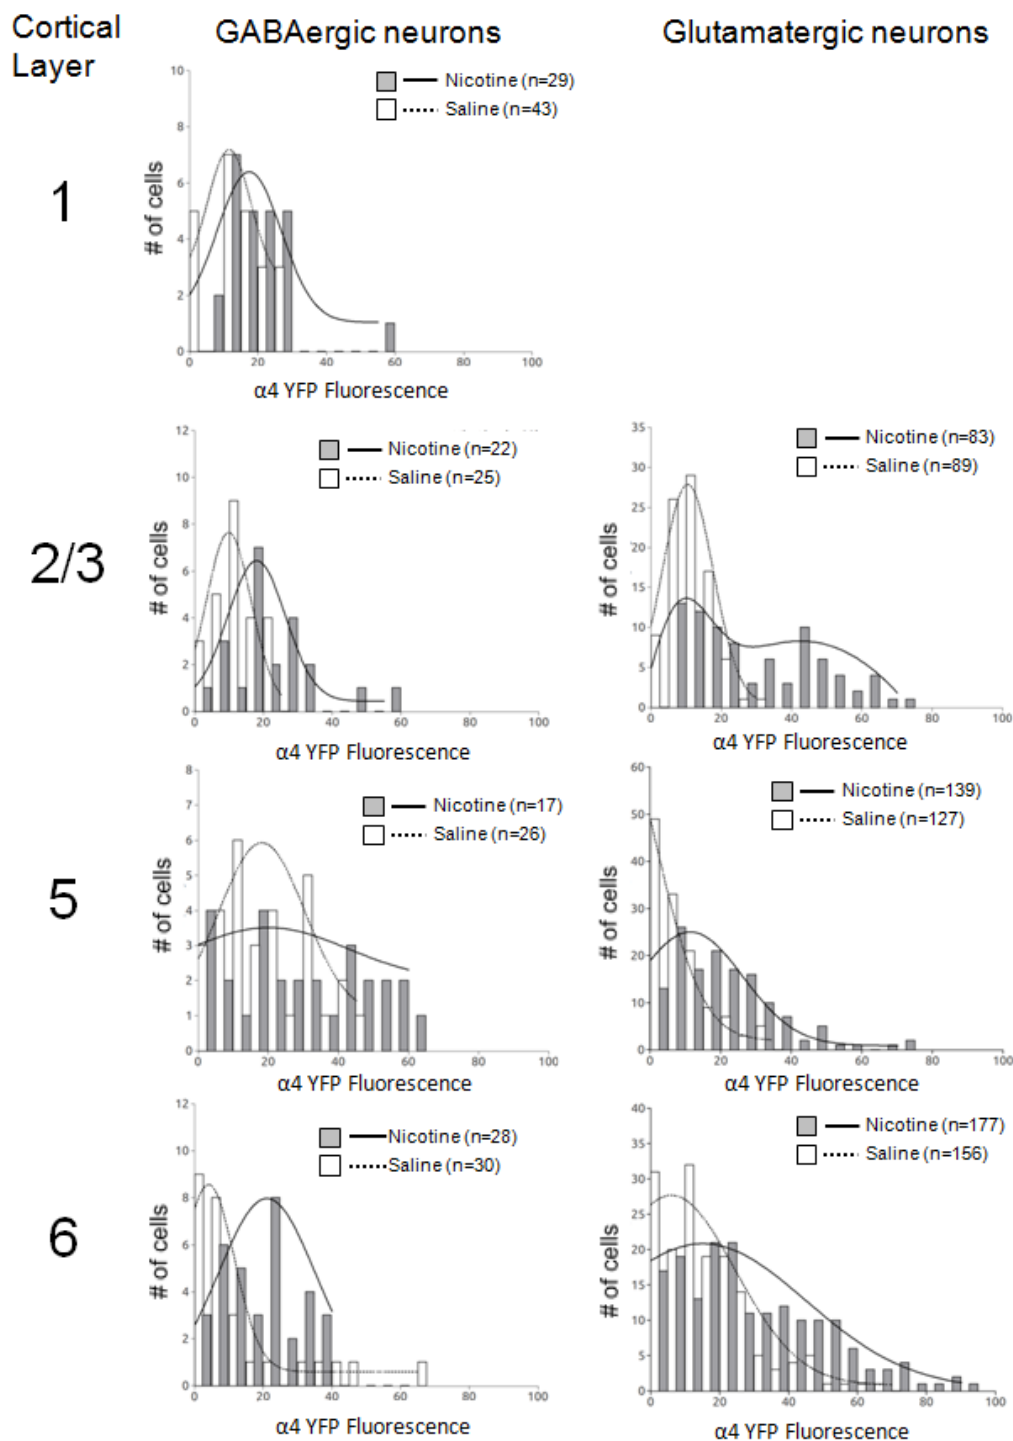 Cortical
Layer
GABAergic neurons
Glutamatergic neurons
1
# of cells
10
8
6
4
2
0
0 20 40 60 80 100
α4 YFP Fluorescence
Nicotine (n=29)
Saline (n=43)
2/3
# of cells
12
10
8
6
4
2
0
0 20 40 60 80 100
α4 YFP Fluorescence
Nicotine (n=22)
Saline (n=25)
# of cells
35
30
25
20
15
10
5
0
0 20 40 60 80 100
α4 YFP Fluorescence
Nicotine (n=83)
Saline (n=89)
5
# of cells
8
7
6
5
4
3
2
1
0
0 20 40 60 80 100
α4 YFP Fluorescence
Nicotine (n=17)
Saline (n=26)
# of cells
60
50
40
30
20
10
0
0 20 40 60 80 100
α4 YFP Fluorescence
Nicotine (n=139)
Saline (n=127)
6
# of cells
12
10
8
6
4
2
0
0 20 40 60 80 100
α4 YFP Fluorescence
Nicotine (n=28)
Saline (n=30)
# of cells
40
35
30
25
20
15
10
5
0
0 20 40 60 80 100
α4 YFP Fluorescence
Nicotine (n=177)
Saline (n=156)